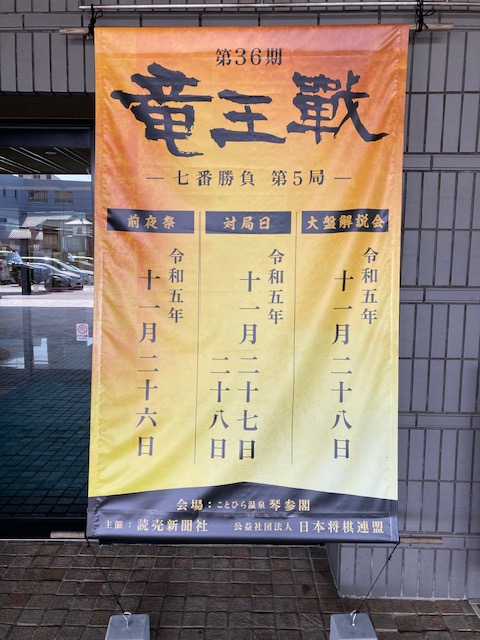 第36期
竜王戰
― 七番勝負 第5局 ―
前夜祭
令和五年
十一月二十六日
対局日
令和五年
十一月二十七日
二十八日
大盤解説会
令和五年
十一月二十八日
会場:ことひら温泉 琴参閣
主催:読売新聞社 公益社団法人 日本将棋連盟